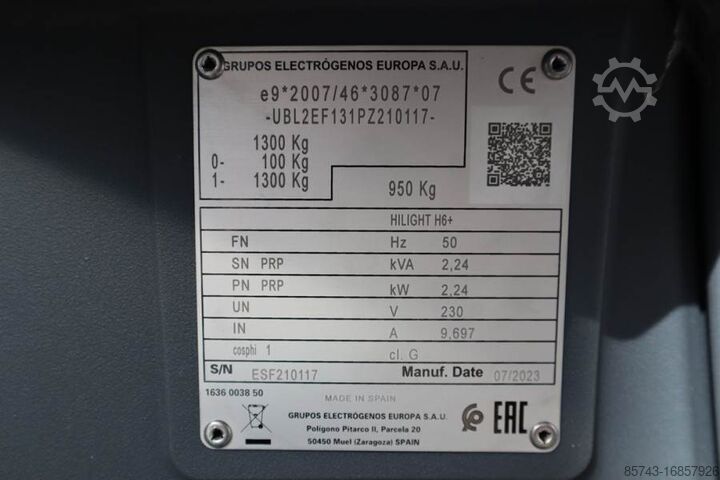 GRUPOS ELECTRÓGENOS EUROPA S.A.U.
e9*2007/46*3087*07
-UBL2EF131PZ210117-
1300 Kg
0- 100 Kg
1- 1300 Kg
950 Kg
HILIGHT H6+
FN Hz 50
SN PRP kVA 2,24
PN PRP kW 2,24
UN V 230
IN A 9,697
cosphi 1 cl. G
S/N ESF210117 Manuf. Date 07/2023
1636 0038 50
MADE IN SPAIN
GRUPOS ELECTRÓGENOS EUROPA S.A.U.
Polígono Pitarco II, Parcela 20
50450 Muel (Zaragoza) SPAIN
CE
EAC
85743-16857926